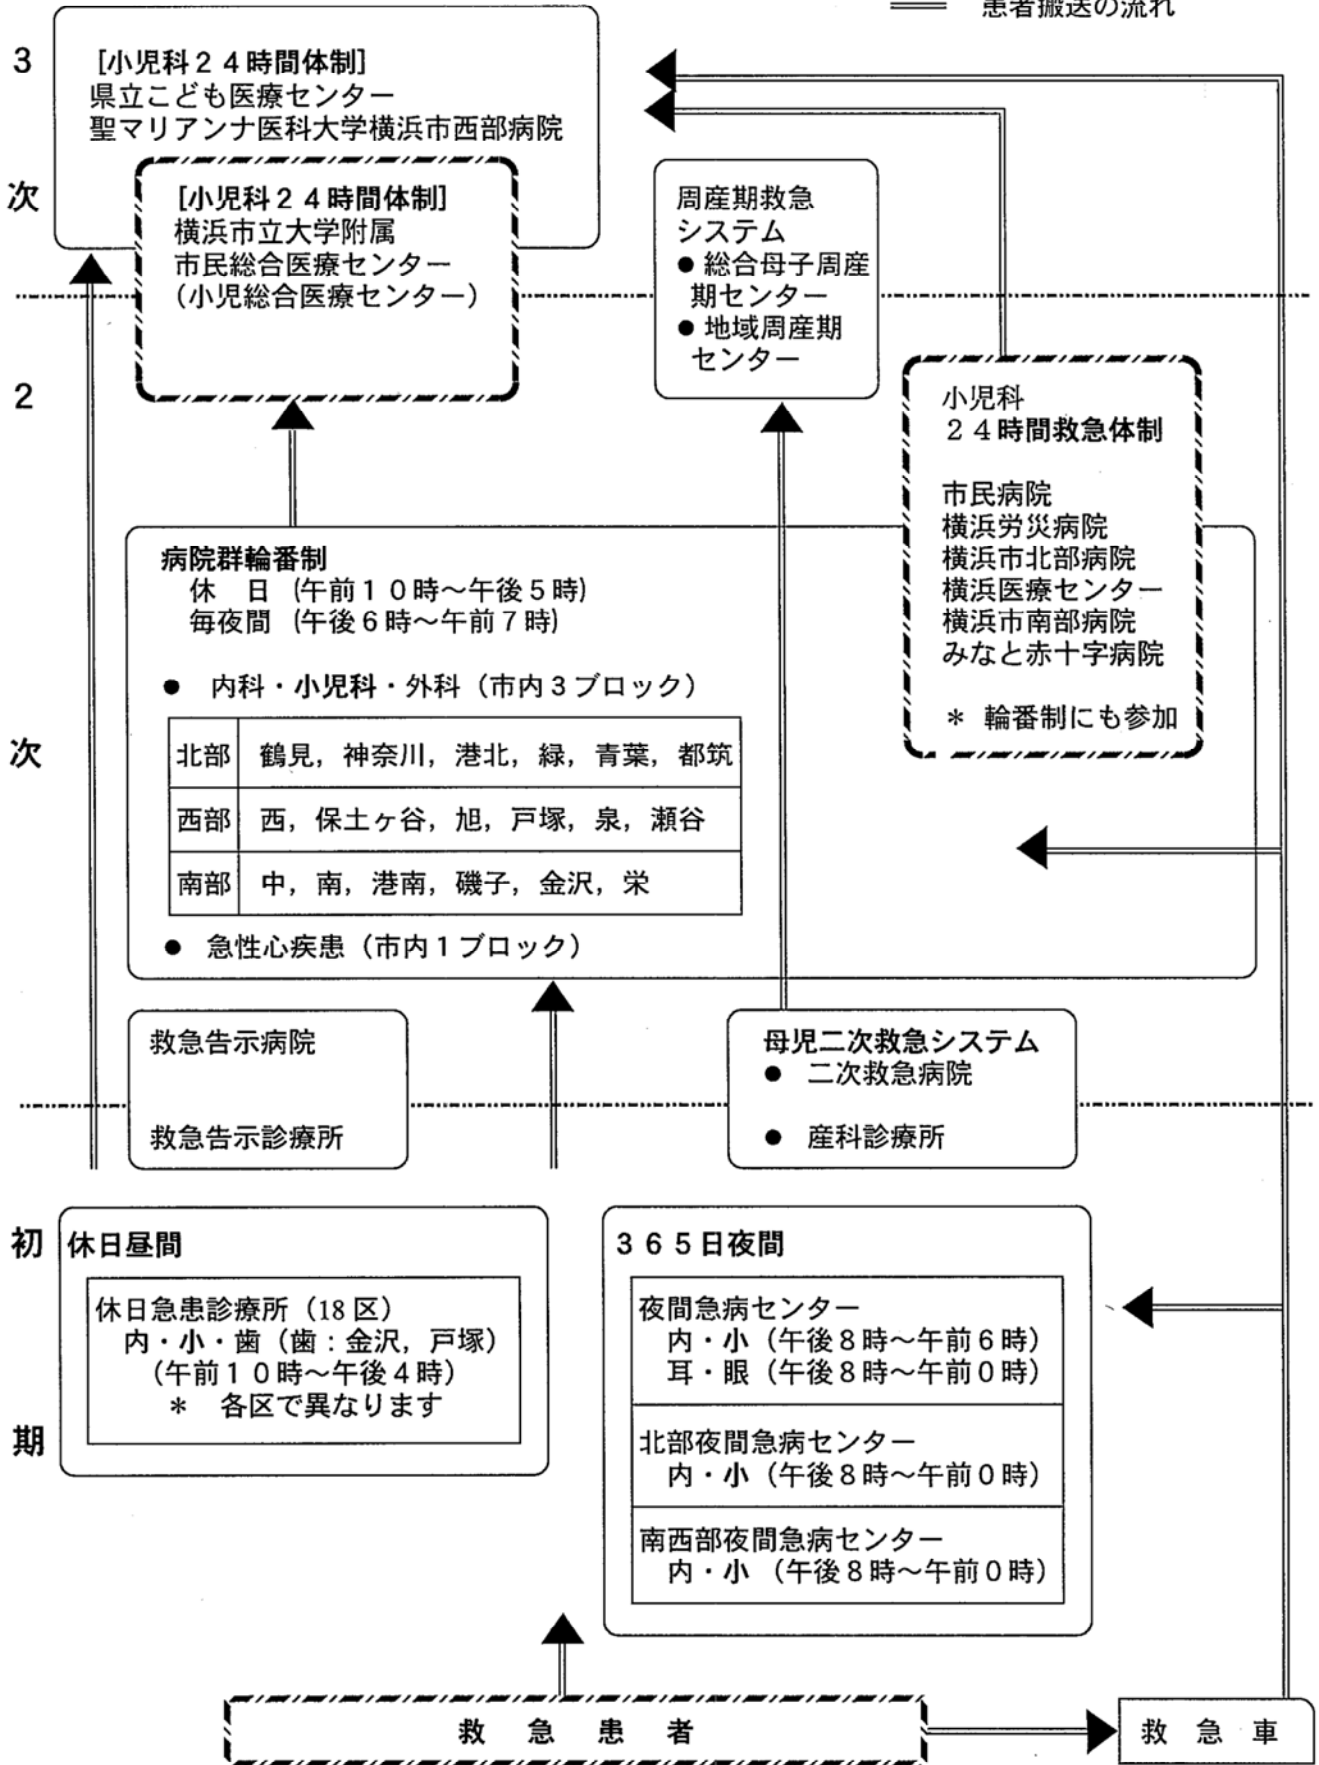 患者搬送の流れ
3
次
[小児科２４時間体制]
県立こども医療センター
聖マリアンナ医科大学横浜市西部病院
[小児科２４時間体制]
横浜市立大学附属
市民総合医療センター
(小児総合医療センター)
周産期救急
システム
● 総合母子周産
期センター
● 地域周産期
センター
2
次
小児科
２４時間救急体制
市民病院
横浜労災病院
横浜市北部病院
横浜医療センター
横浜市南部病院
みなと赤十字病院
＊ 輪番制にも参加
病院群輪番制
休　日 (午前１０時～午後５時)
毎夜間 (午後６時～午前７時)
● 内科・小児科・外科（市内３ブロック）
北部 鶴見，神奈川，港北，緑，青葉，都筑
西部 西，保土ヶ谷，旭，戸塚，泉，瀬谷
南部 中，南，港南，磯子，金沢，栄
● 急性心疾患（市内１ブロック）
救急告示病院
救急告示診療所
母児二次救急システム
● 二次救急病院
● 産科診療所
初
期
休日昼間
休日急患診療所（18 区）
内・小・歯（歯：金沢，戸塚）
(午前１０時～午後４時)
＊　各区で異なります
３６５日夜間
夜間急病センター
内・小（午後８時～午前６時）
耳・眼（午後８時～午前０時）
北部夜間急病センター
内・小（午後８時～午前０時）
南西部夜間急病センター
内・小 （午後８時～午前０時）
救　急　患　者
救　急　車